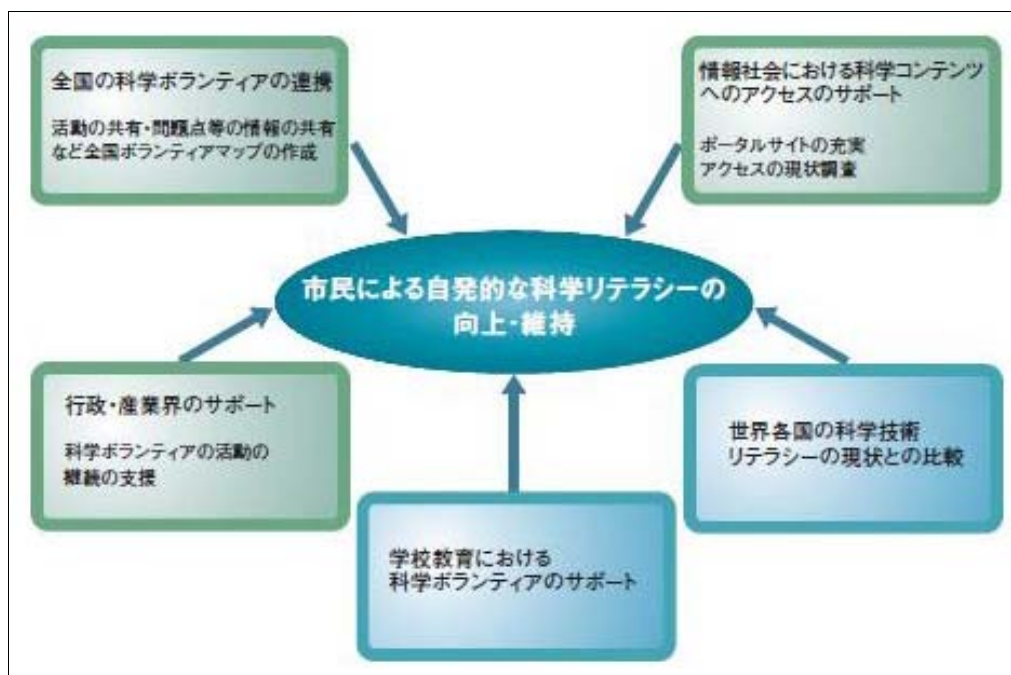 全国の科学ボランティアの連携
活動の共有・問題点等の情報の共有
など全国ボランティアマップの作成
情報社会における科学コンテンツ
へのアクセスのサポート
ポータルサイトの充実
アクセスの現状調査
市民による自発的な科学リテラシーの
向上・維持
行政・産業界のサポート
科学ボランティアの活動の
継続の支援
学校教育における
科学ボランティアのサポート
世界各国の科学技術
リテラシーの現状との比較